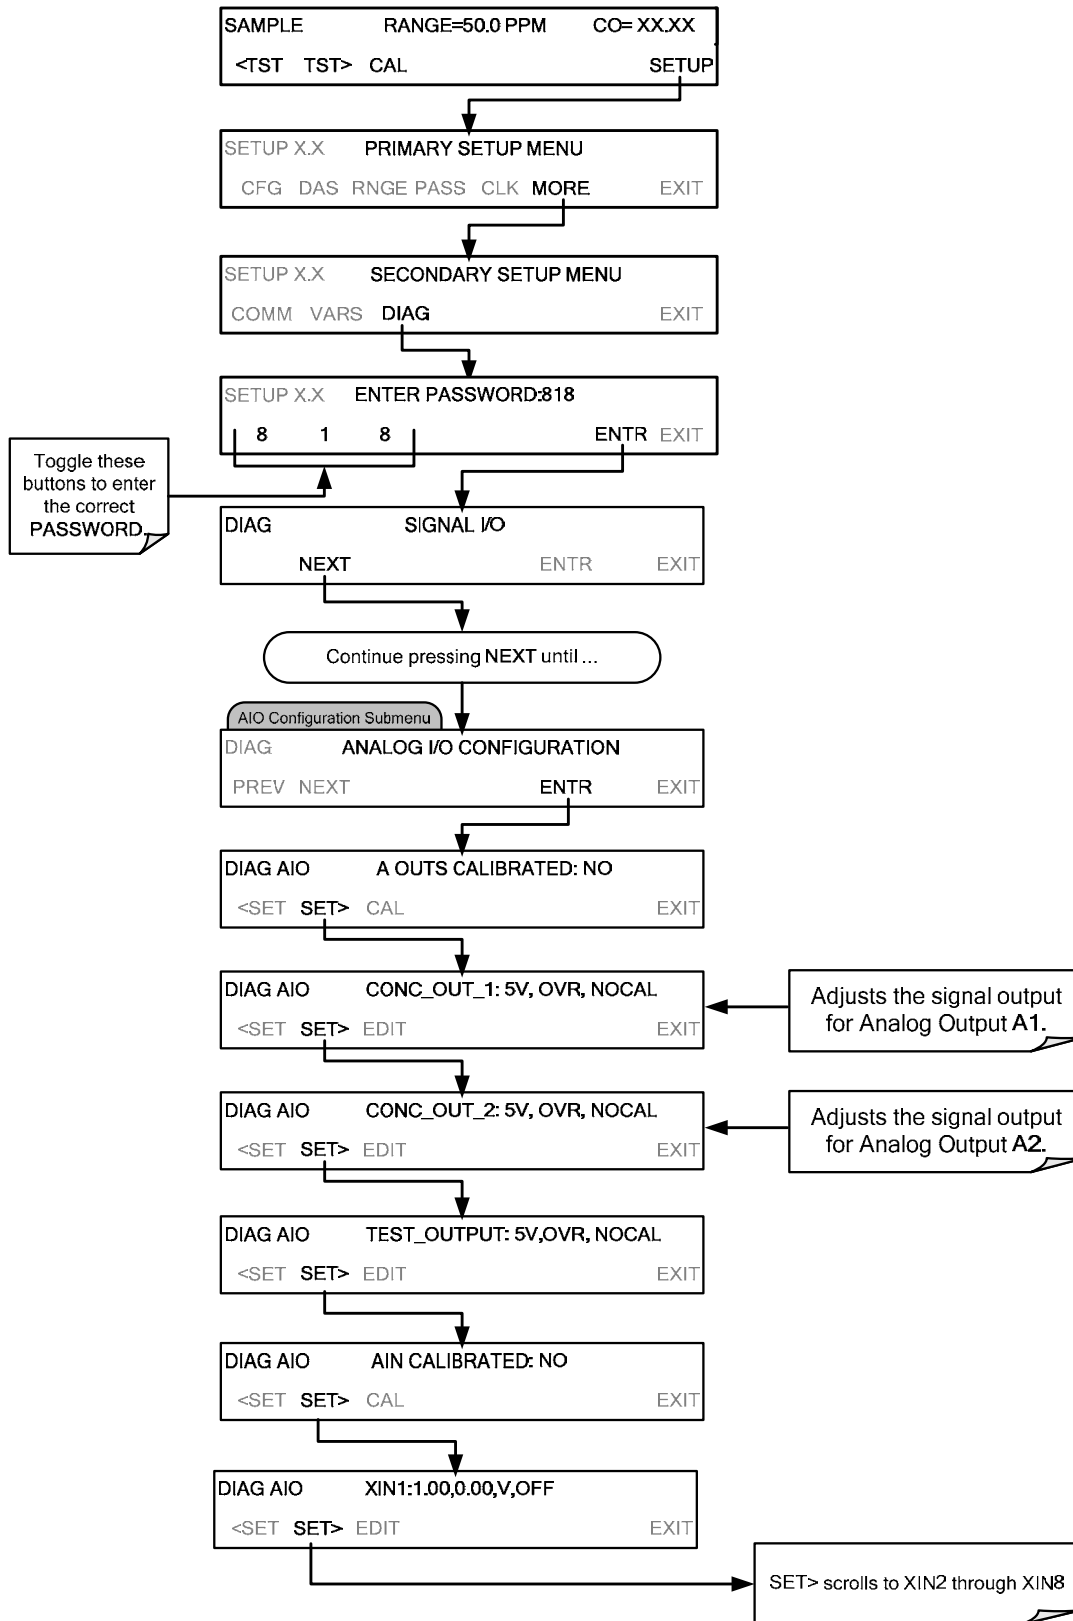 SAMPLE RANGE=50.0 PPM CO= XX.XX
<TST TST> CAL SETUP
SETUP X.X PRIMARY SETUP MENU
CFG DAS RNGE PASS CLK MORE EXIT
SETUP X.X SECONDARY SETUP MENU
COMM VARS DIAG EXIT
SETUP X.X ENTER PASSWORD:818
8 1 8 ENTR EXIT
Toggle these
buttons to enter
the correct
PASSWORD.
DIAG SIGNAL I/O
NEXT ENTR EXIT
Continue pressing NEXT until ...
AIO Configuration Submenu
DIAG ANALOG I/O CONFIGURATION
PREV NEXT ENTR EXIT
DIAG AIO A OUTS CALIBRATED: NO
<SET SET> CAL EXIT
DIAG AIO CONC_OUT_1: 5V, OVR, NOCAL
<SET SET> EDIT EXIT
Adjusts the signal output
for Analog Output A1.
DIAG AIO CONC_OUT_2: 5V, OVR, NOCAL
<SET SET> EDIT EXIT
Adjusts the signal output
for Analog Output A2.
DIAG AIO TEST_OUTPUT: 5V,OVR, NOCAL
<SET SET> EDIT EXIT
DIAG AIO AIN CALIBRATED: NO
<SET SET> CAL EXIT
DIAG AIO XIN1:1.00,0.00,V,OFF
<SET SET> EDIT EXIT
SET> scrolls to XIN2 through XIN8